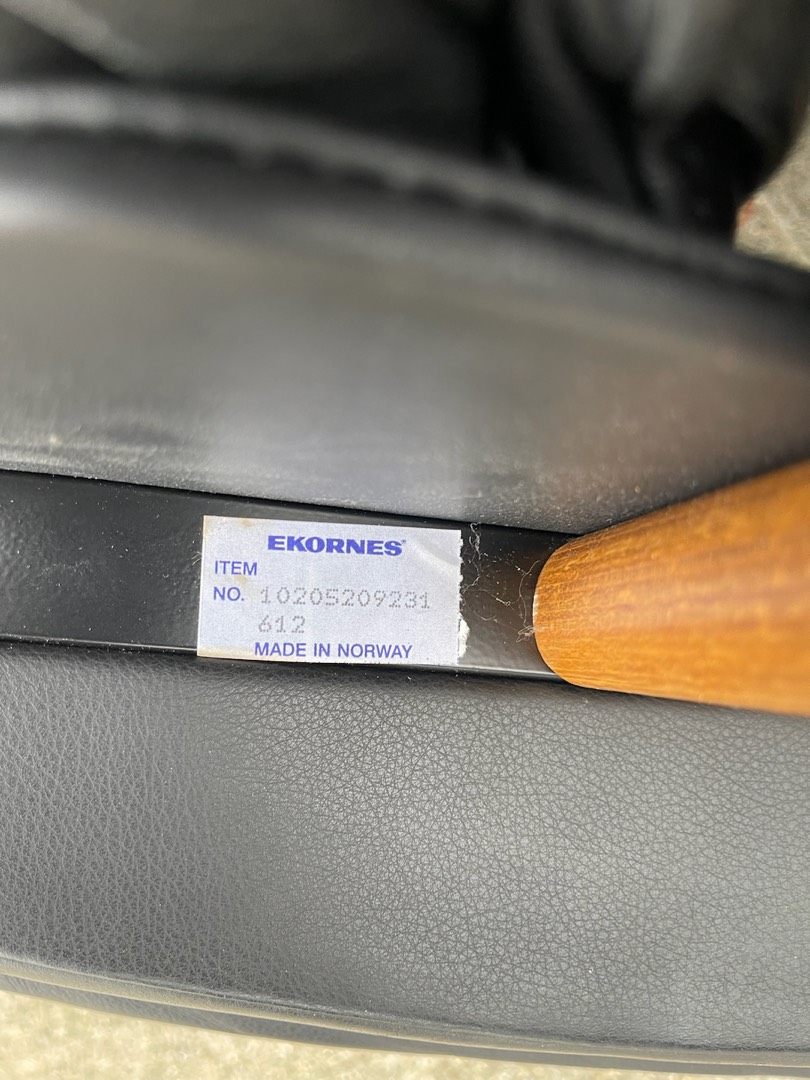 EKORNES®
ITEM
NO. 10205209231
612
MADE IN NORWAY